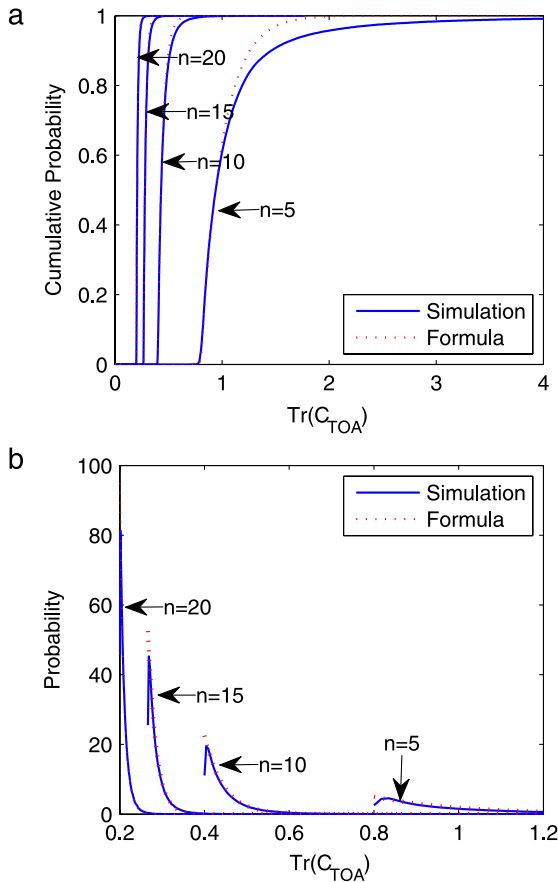 a
1
0.8
0.6
0.4
0.2
0
Cumulative Probability
n=20
n=15
n=10
n=5
Simulation
Formula
0 1 2 3 4
Tr(C_TOA)
b
100
80
60
40
20
0
Probability
Simulation
Formula
n=20
n=15
n=10
n=5
0.2 0.4 0.6 0.8 1 1.2
Tr(C_TOA)